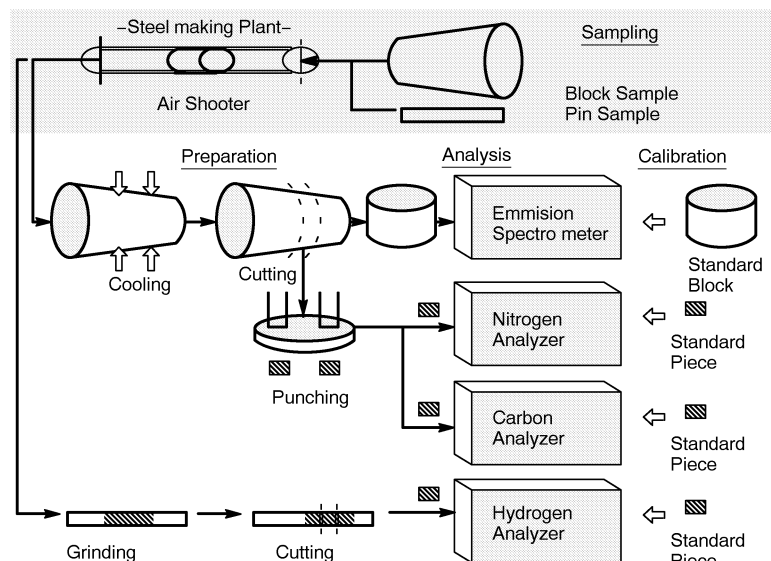 –Steel making Plant–
Sampling
Air Shooter
Block Sample
Pin Sample
Preparation
Analysis
Calibration
Cooling
Cutting
Emmision
Spectro meter
Standard
Block
Punching
Nitrogen
Analyzer
Standard
Piece
Carbon
Analyzer
Standard
Piece
Grinding
Cutting
Hydrogen
Analyzer
Standard
Piece